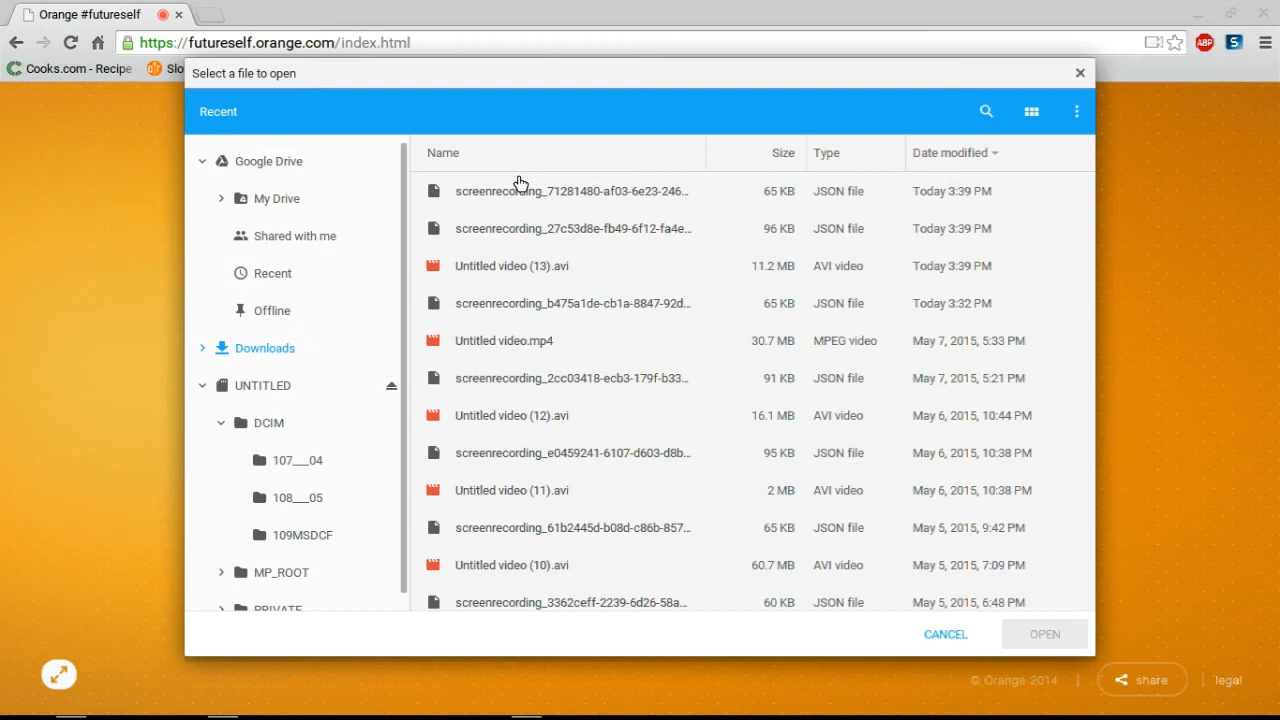 Orange #futureself
https://futureself.orange.com/index.html
ABP
S
Cooks.com - Recipe
Slo
Select a file to open
Recent
Name Size Type Date modified
Google Drive
My Drive
Shared with me
Recent
Offline
Downloads
UNTITLED
DCIM
107___04
108___05
109MSDCF
MP_ROOT
PRIVATE
screenrecording_71281480-af03-6e23-246... 65 KB JSON file Today 3:39 PM
screenrecording_27c53d8e-fb49-6f12-fa4e... 96 KB JSON file Today 3:39 PM
Untitled video (13).avi 11.2 MB AVI video Today 3:39 PM
screenrecording_b475a1de-cb1a-8847-92d... 65 KB JSON file Today 3:32 PM
Untitled video.mp4 30.7 MB MPEG video May 7, 2015, 5:33 PM
screenrecording_2cc03418-ecb3-179f-b33... 91 KB JSON file May 7, 2015, 5:21 PM
Untitled video (12).avi 16.1 MB AVI video May 6, 2015, 10:44 PM
screenrecording_e0459241-6107-d603-d8b... 95 KB JSON file May 6, 2015, 10:38 PM
Untitled video (11).avi 2 MB AVI video May 6, 2015, 10:38 PM
screenrecording_61b2445d-b08d-c86b-857... 65 KB JSON file May 5, 2015, 9:42 PM
Untitled video (10).avi 60.7 MB AVI video May 5, 2015, 7:09 PM
screenrecording_3362ceff-2239-6d26-58a... 60 KB JSON file May 5, 2015, 6:48 PM
CANCEL OPEN
© Orange 2014 | share | legal